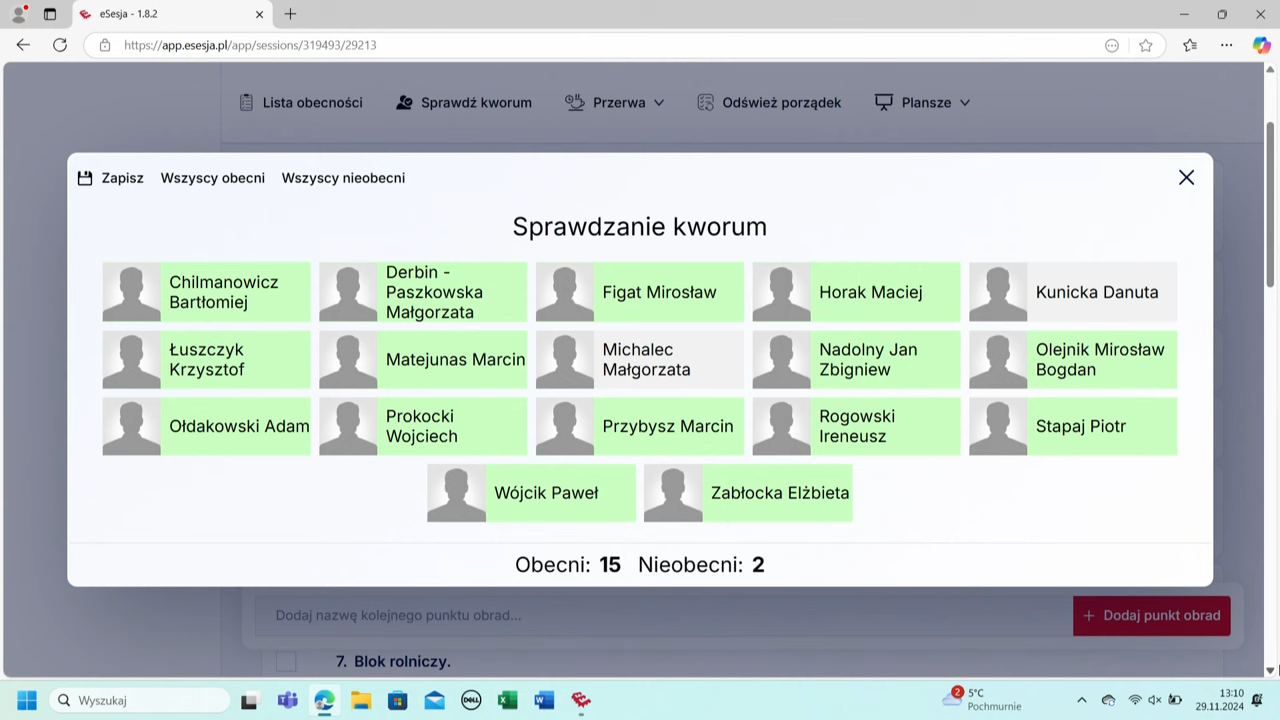 eSesja - 1.8.2
https://app.esesja.pl/app/sessions/319493/29213
Lista obecności
Sprawdź kworum
Przerwa
Odśwież porządek
Plansze
Zapisz
Wszyscy obecni
Wszyscy nieobecni
Sprawdzanie kworum
Chilmanowicz
Bartłomiej
Derbin -
Paszkowska
Małgorzata
Figat Mirosław
Horak Maciej
Kunicka Danuta
Łuszczyk
Krzysztof
Matejunas Marcin
Michalec
Małgorzata
Nadolny Jan
Zbigniew
Olejnik Mirosław
Bogdan
Ołdakowski Adam
Prokocki
Wojciech
Przybysz Marcin
Rogowski
Ireneusz
Stapaj Piotr
Wójcik Paweł
Zabłocka Elżbieta
Obecni: 15 Nieobecni: 2
Dodaj nazwę kolejnego punktu obrad...
+ Dodaj punkt obrad
7. Blok rolniczy.
Wyszukaj
DELL
2
5°C
Pochmurnie
13:10
29.11.2024